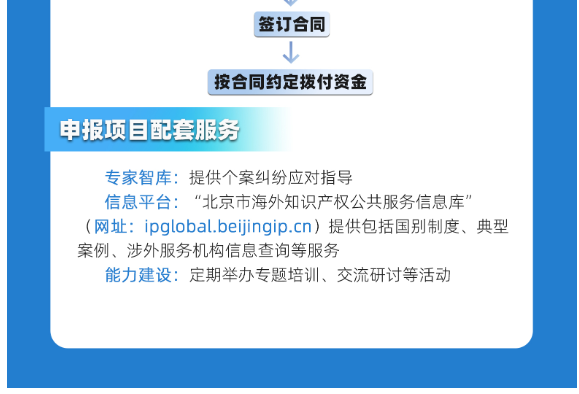 签订合同
按合同约定拨付资金
申报项目配套服务
专家智库：提供个案纠纷应对指导
信息平台：“北京市海外知识产权公共服务信息库”
（网址：ipglobal.beijingip.cn）提供包括国别制度、典型
案例、涉外服务机构信息查询等服务
能力建设：定期举办专题培训、交流研讨等活动